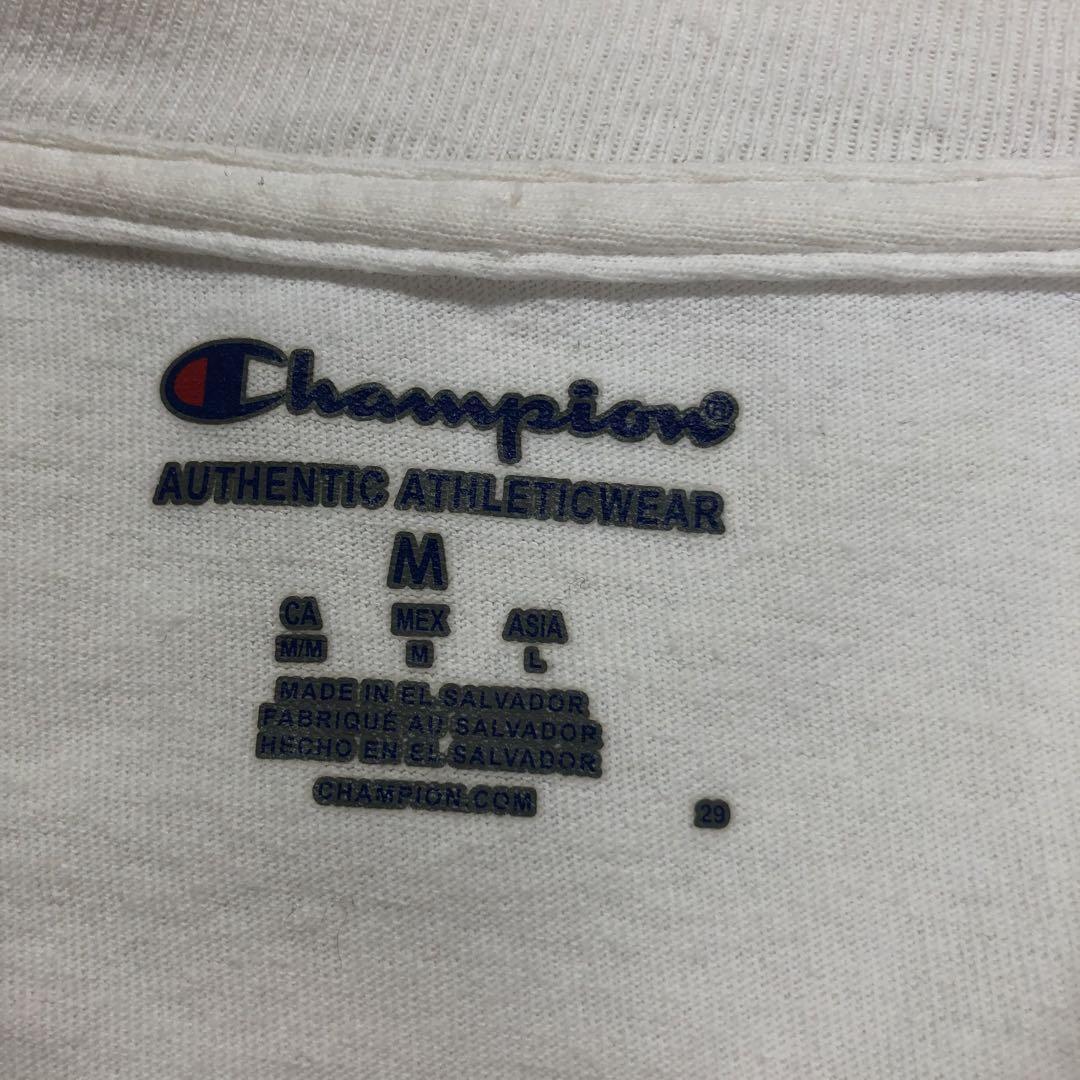 Champion®
AUTHENTIC ATHLETICWEAR
M
CA MEX ASIA
M/M M L
MADE IN EL SALVADOR
FABRIQUÉ AU SALVADOR
HECHO EN EL SALVADOR
CHAMPION.COM
29